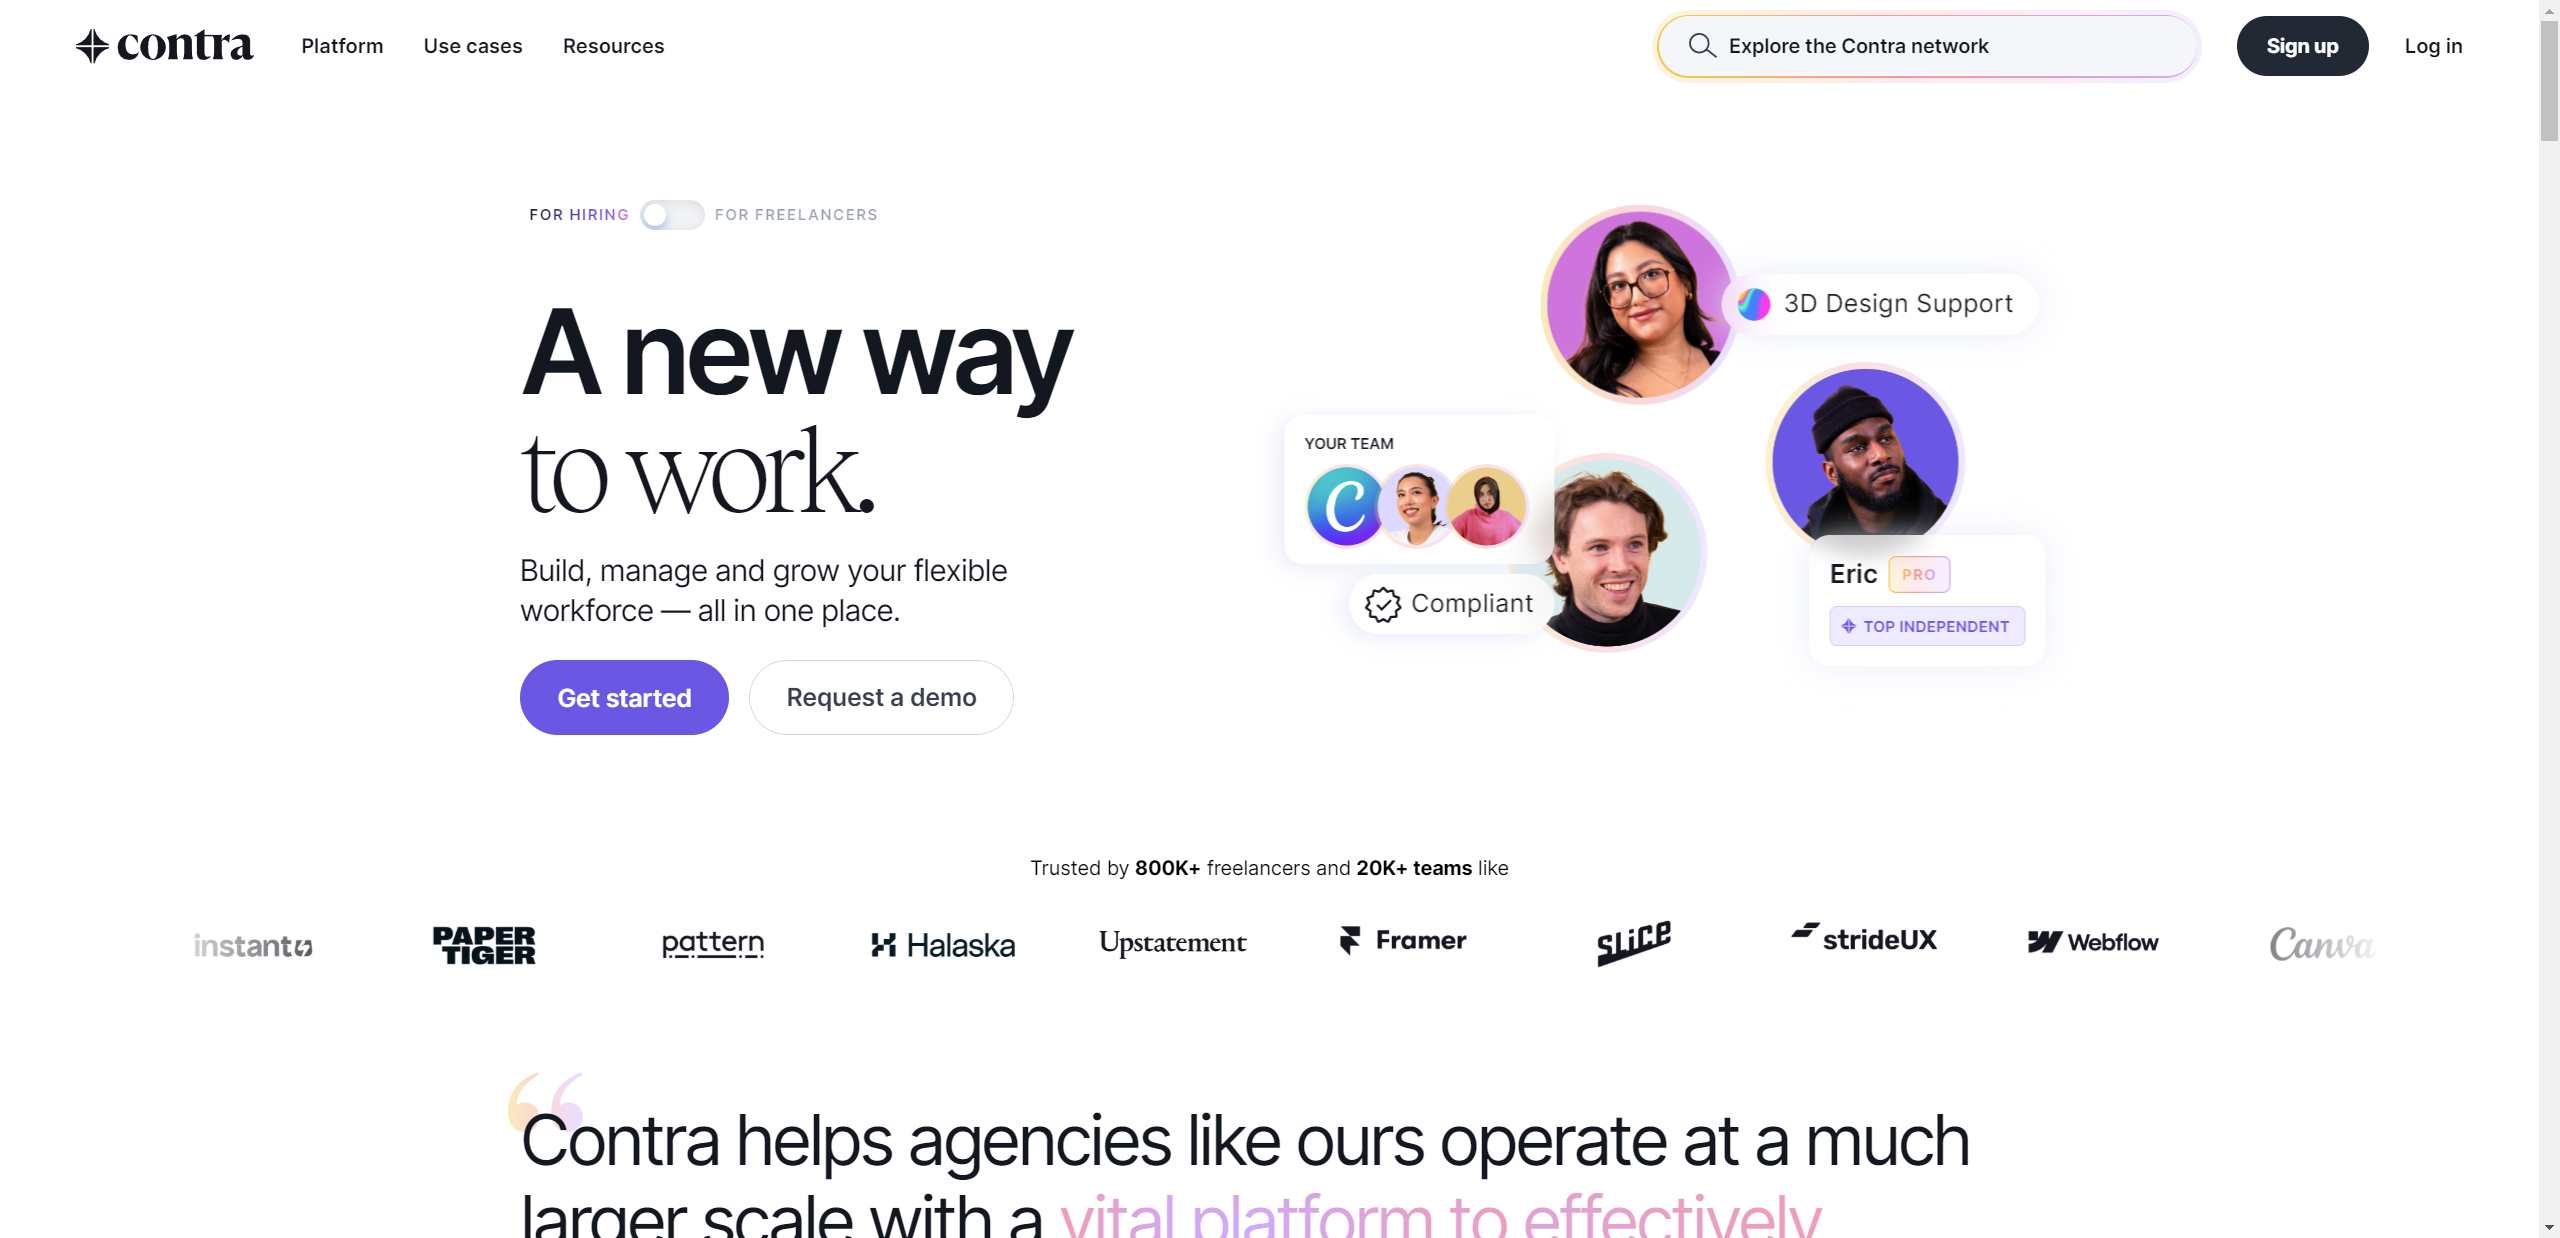 contra
Platform
Use cases
Resources
Explore the Contra network
Sign up
Log in
FOR HIRING
FOR FREELANCERS
A new way
to work.
Build, manage and grow your flexible
workforce — all in one place.
Get started
Request a demo
3D Design Support
YOUR TEAM
C
Compliant
Eric PRO
TOP INDEPENDENT
Trusted by 800K+ freelancers and 20K+ teams like
instant
PAPER
TIGER
pattern
Halaska
Upstatement
Framer
SLICE
strideUX
Webflow
Canva
“
Contra helps agencies like ours operate at a much
larger scale with a vital platform to effectively